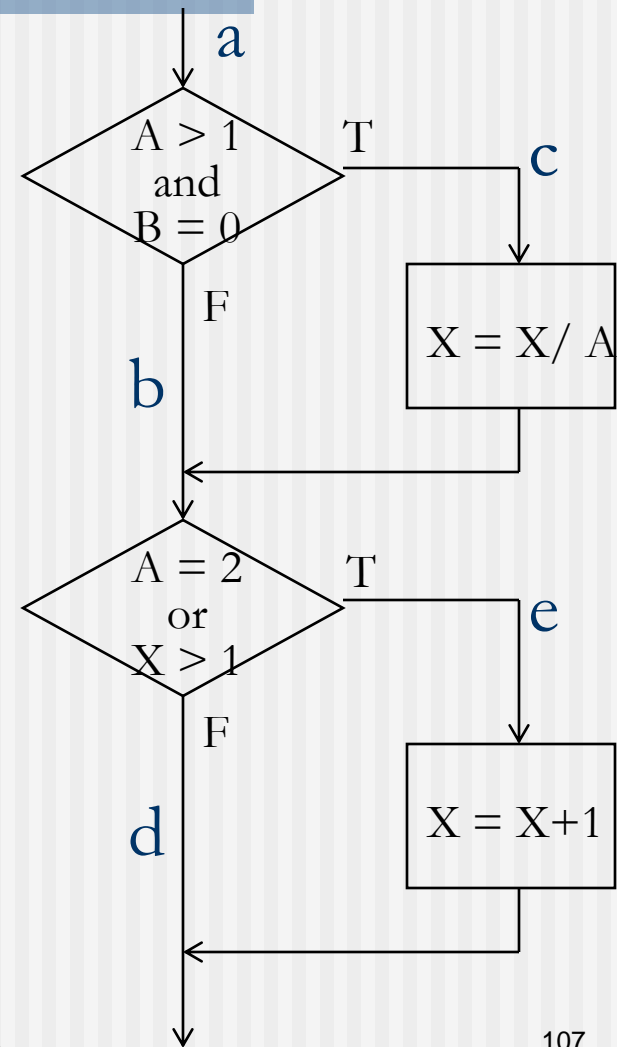 a
A > 1
and
B = 0
T
c
F
X = X/ A
b
A = 2
or
X > 1
T
e
F
X = X+1
d
107